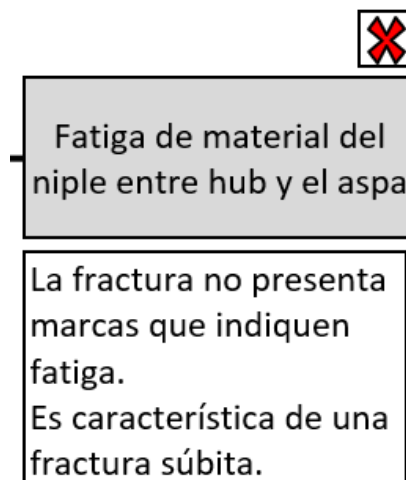 Fatiga de material del
niple entre hub y el aspa
La fractura no presenta
marcas que indiquen
fatiga.
Es característica de una
fractura súbita.